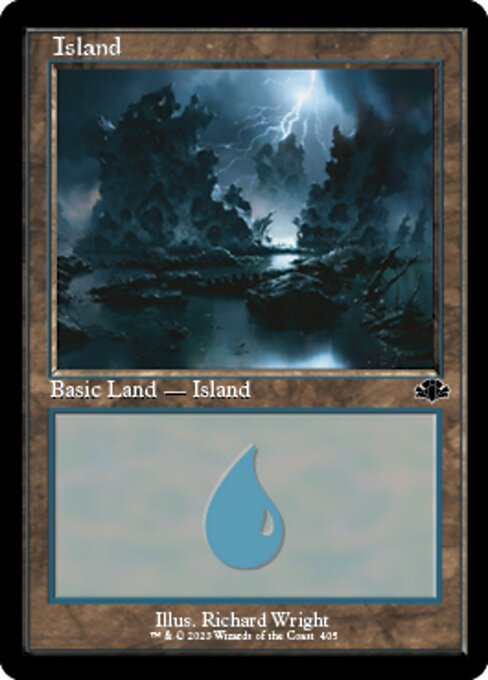 Island
Basic Land — Island
Illus. Richard Wright
™ & © 2023 Wizards of the Coast 405